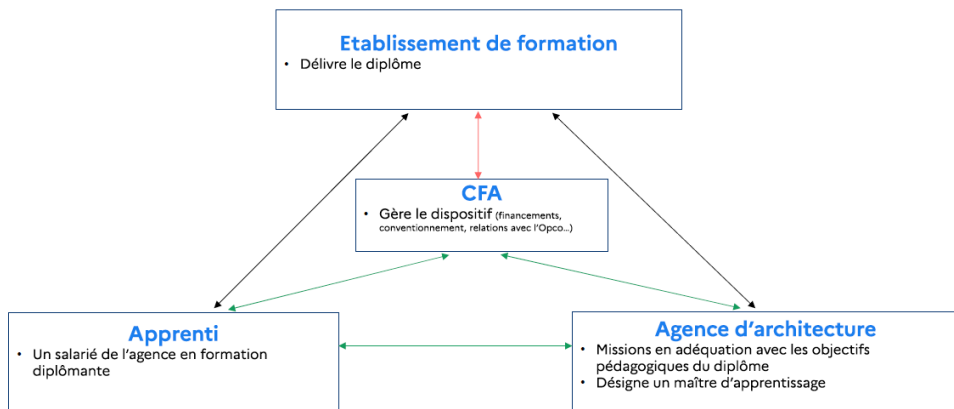 Etablissement de formation
• Délivre le diplôme
CFA
• Gère le dispositif (financements,
conventionnement, relations avec l'Opco...)
Apprenti
• Un salarié de l'agence en formation
diplômante
Agence d'architecture
• Missions en adéquation avec les objectifs
pédagogiques du diplôme
• Désigne un maître d'apprentissage